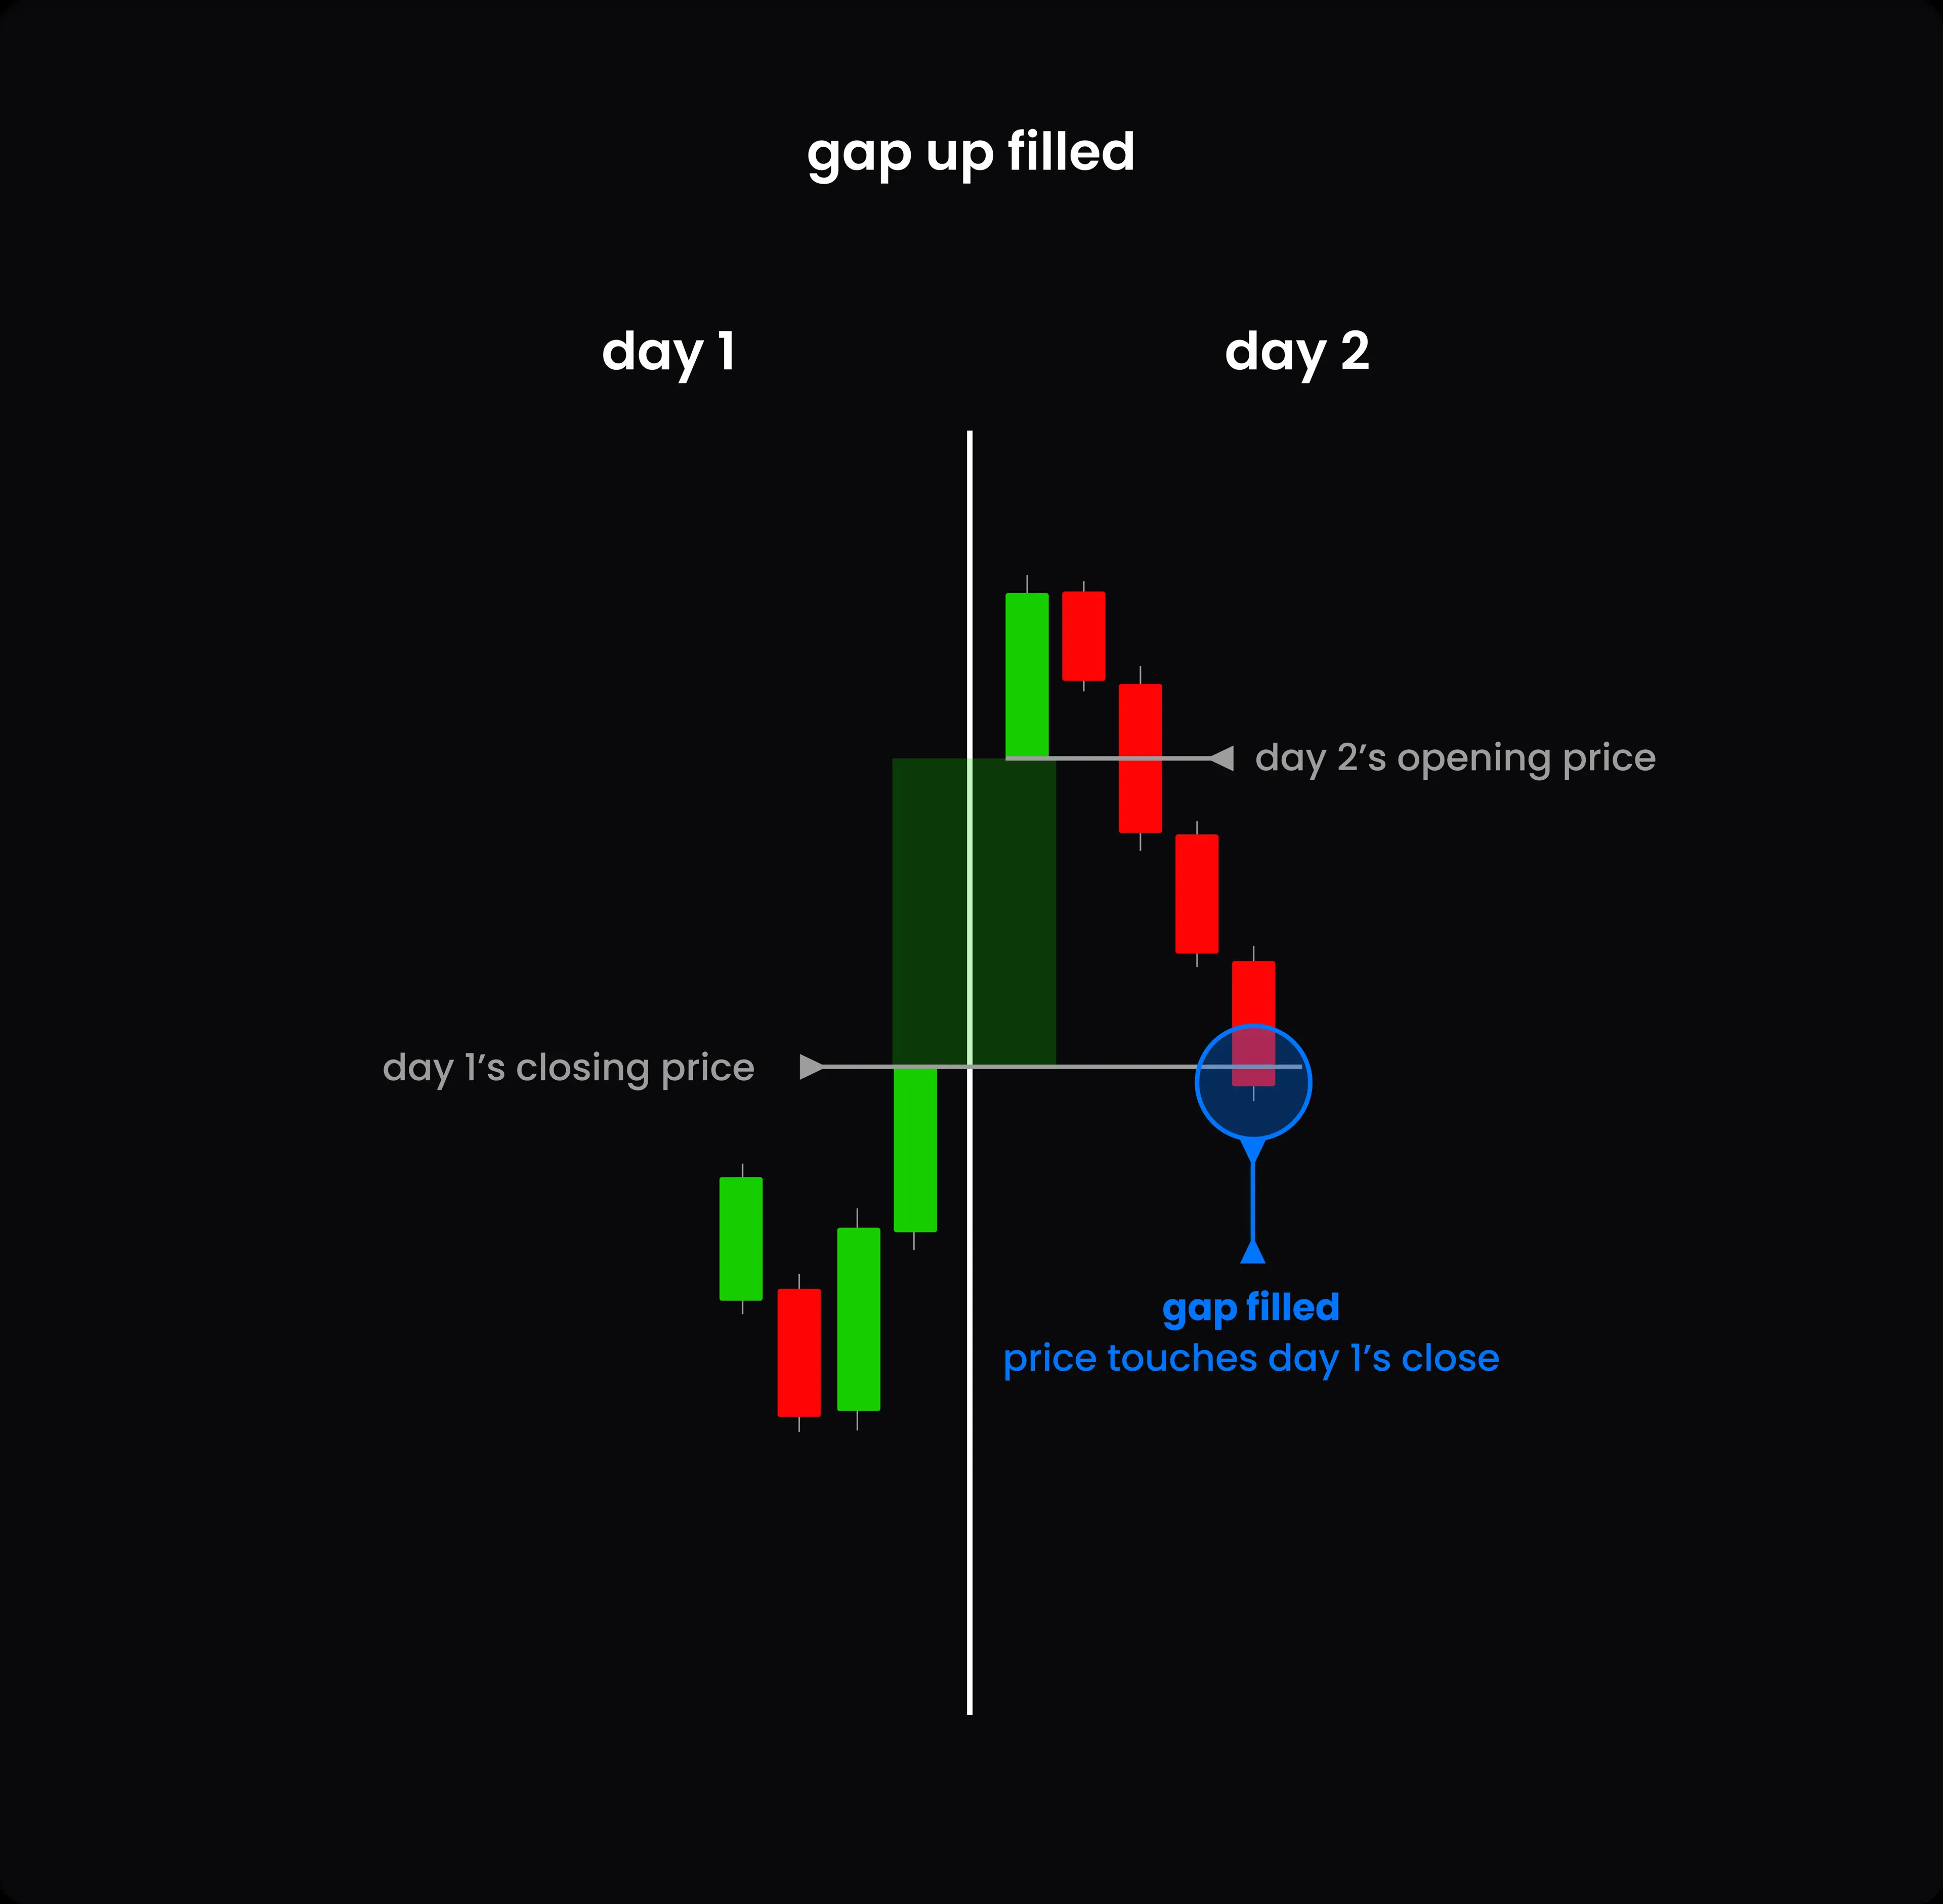 gap up filled
day 1
day 2
day 2’s opening price
day 1’s closing price
gap filled
price touches day 1’s close